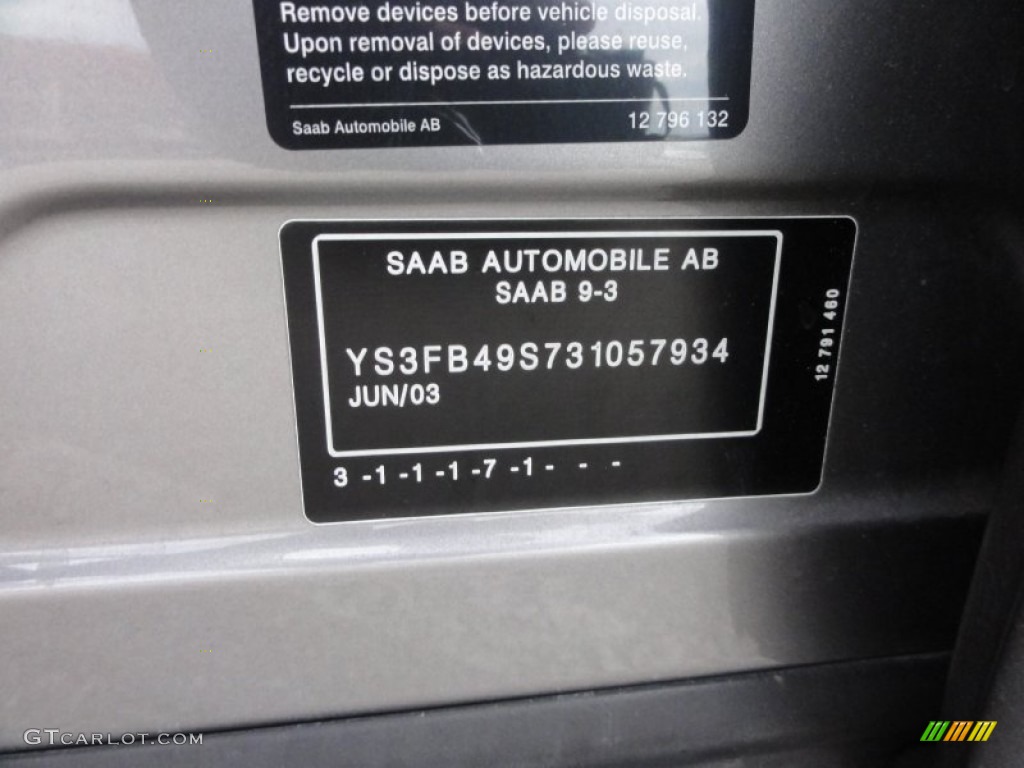 Remove devices before vehicle disposal.
Upon removal of devices, please reuse,
recycle or dispose as hazardous waste.
Saab Automobile AB 12 796 132
SAAB AUTOMOBILE AB
SAAB 9-3
YS3FB49S731057934
JUN/03
3 -1 -1 -1 -7 -1 - - -
12 791 460
GTCARLOT.COM